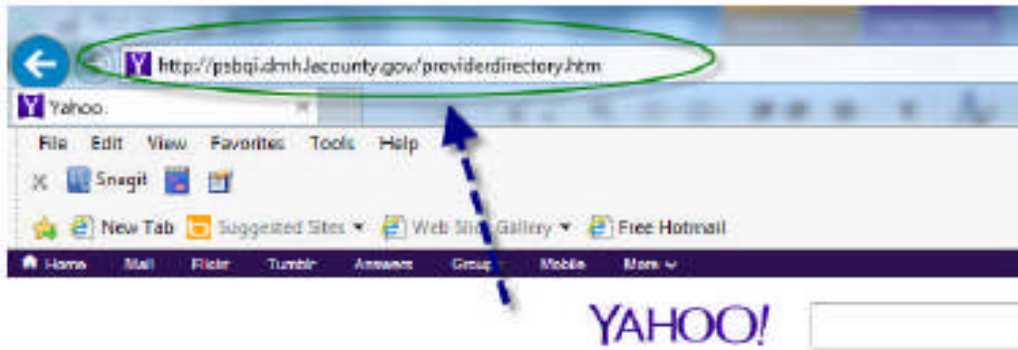 http://psbqi.dmh.lacounty.gov/providerdirectory.htm
Yahoo
File Edit View Favorites Tools Help
Snagit
New Tab Suggested Sites Web Slice Gallery Free Hotmail
Home Mail Flickr Tumblr Answers Groups Mobile More
YAHOO!